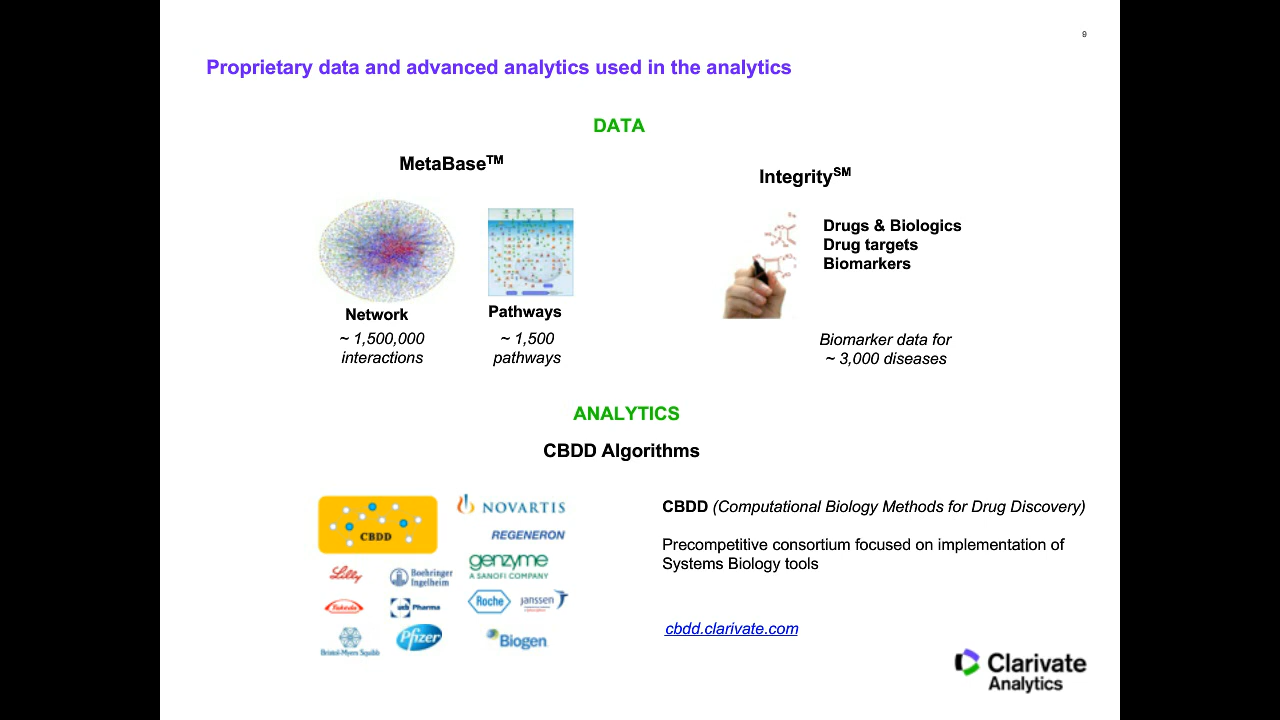 9
Proprietary data and advanced analytics used in the analytics
DATA
MetaBase™
Integrity℠
Drugs & Biologics
Drug targets
Biomarkers
Network
~ 1,500,000
interactions
Pathways
~ 1,500
pathways
Biomarker data for
~ 3,000 diseases
ANALYTICS
CBDD Algorithms
CBDD
NOVARTIS
REGENERON
genzyme
A SANOFI COMPANY
Lilly
Boehringer
Ingelheim
Takeda
ucb Pharma
Roche
janssen
Bristol-Myers Squibb
Pfizer
Biogen
CBDD (Computational Biology Methods for Drug Discovery)
Precompetitive consortium focused on implementation of
Systems Biology tools
cbdd.clarivate.com
Clarivate
Analytics